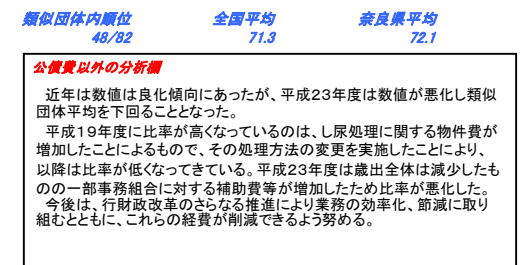 類似団体内順位 全国平均 奈良県平均
48/82 71.3 72.1
公債費以外の分析欄
近年は数値は良化傾向にあったが、平成２３年度は数値が悪化し類似
団体平均を下回ることとなった。
平成１９年度に比率が高くなっているのは、し尿処理に関する物件費が
増加したことによるもので、その処理方法の変更を実施したことにより、
以降は比率が低くなってきている。平成２３年度は歳出全体は減少したも
のの一部事務組合に対する補助費等が増加したため比率が悪化した。
今後は、行財政改革のさらなる推進により業務の効率化、節減に取り
組むとともに、これらの経費が削減できるよう努める。